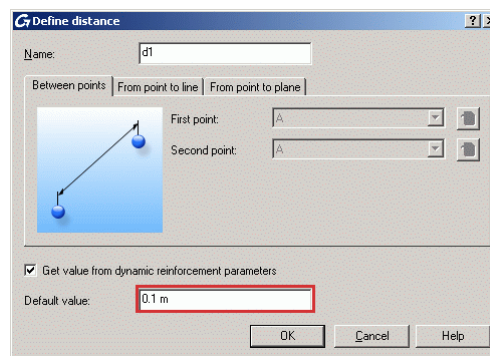 G Define distance
Name: d1
Between points From point to line From point to plane
First point: A
Second point: A
Get value from dynamic reinforcement parameters
Default value: 0.1 m
OK Cancel Help